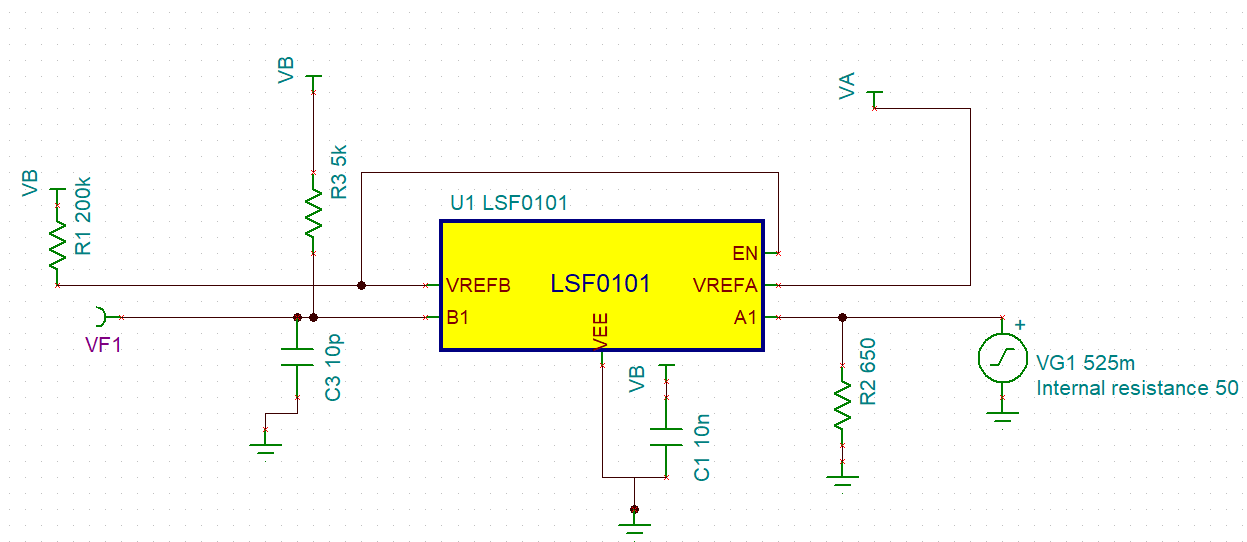 VB
VA
R3 5k
VB
R1 200k
U1 LSF0101
EN
LSF0101
VREFB
VREFA
B1
A1
VEE
VF1
C3 10p
VB
R2 650
+
VG1 525m
Internal resistance 50
C1 10n